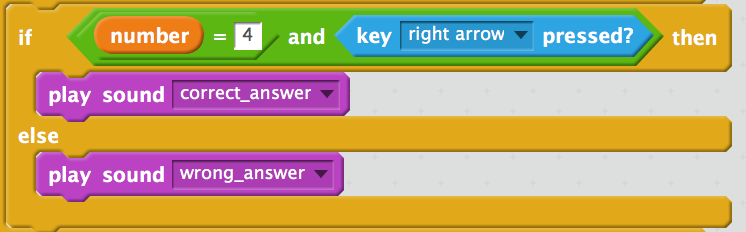 if number = 4 and key right arrow pressed? then
play sound correct_answer
else
play sound wrong_answer